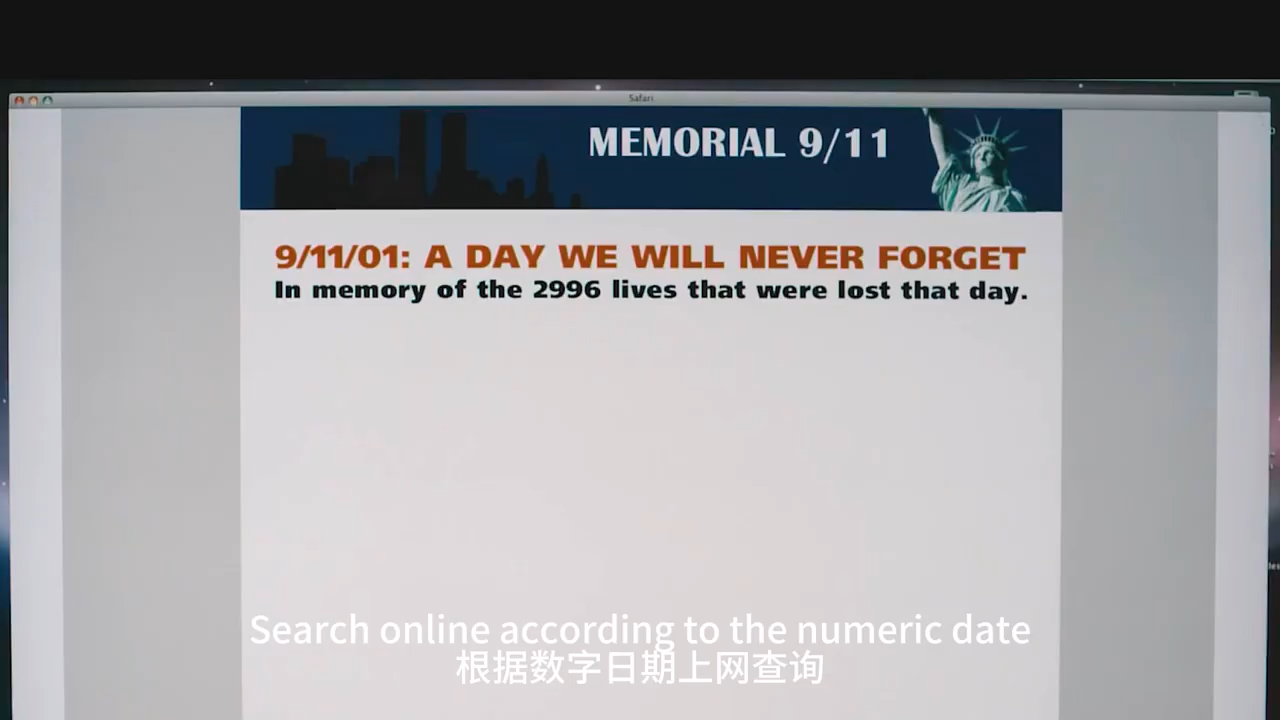 Safari
MEMORIAL 9/11
9/11/01: A DAY WE WILL NEVER FORGET
In memory of the 2996 lives that were lost that day.
Search online according to the numeric date
根据数字日期上网查询